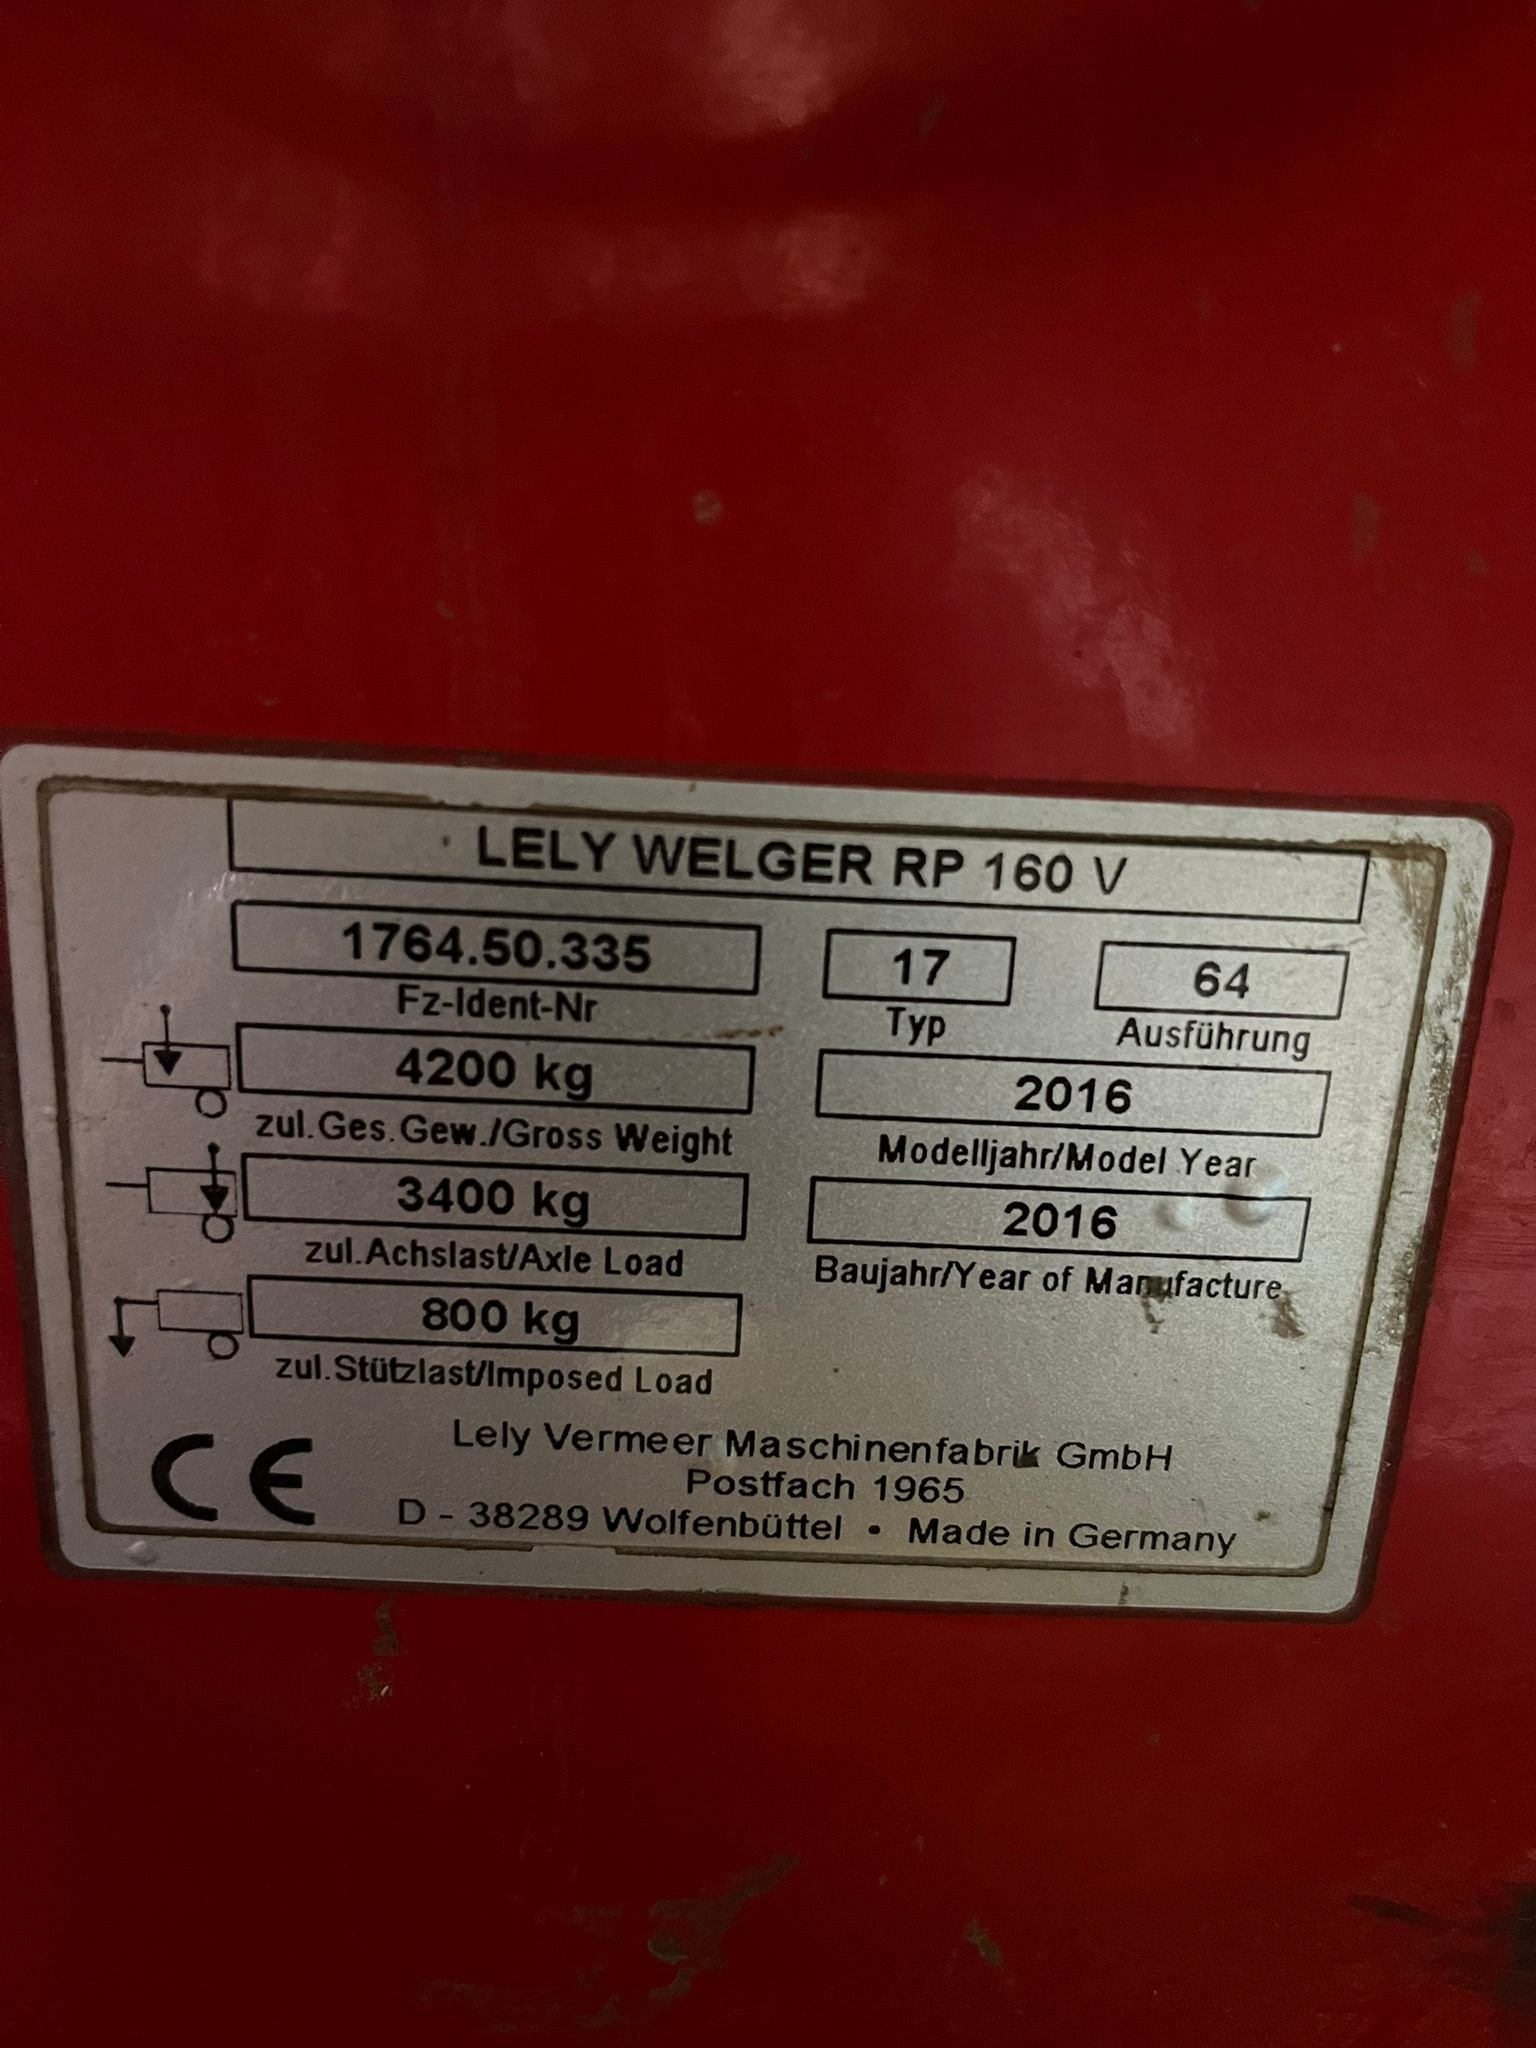 LELY WELGER RP 160 V
1764.50.335 17 64
Fz-Ident-Nr Typ Ausführung
4200 kg 2016
zul.Ges.Gew./Gross Weight Modelljahr/Model Year
3400 kg 2016
zul.Achslast/Axle Load Baujahr/Year of Manufacture
800 kg
zul.Stützlast/Imposed Load
Lely Vermeer Maschinenfabrik GmbH
Postfach 1965
CE D - 38289 Wolfenbüttel • Made in Germany